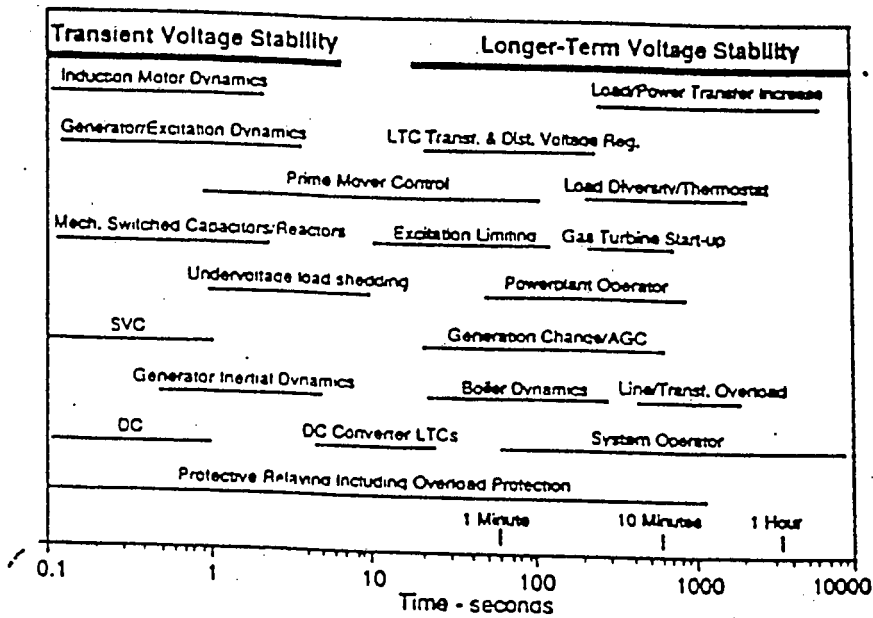 Transient Voltage Stability
Longer-Term Voltage Stability
Induction Motor Dynamics
Load/Power Transfer Increase
Generator/Excitation Dynamics
LTC Transf. & Dist. Voltage Reg.
Prime Mover Control
Load Diversity/Thermostat
Mech. Switched Capacitors/Reactors
Excitation Limiting
Gas Turbine Start-up
Undervoltage load shedding
Powerplant Operator
SVC
Generation Change/AGC
Generator Inertial Dynamics
Boiler Dynamics
Line/Transf. Overload
DC
DC Converter LTCs
System Operator
Protective Relaying Including Overload Protection
1 Minute
10 Minutes
1 Hour
0.1
1
10
100
1000
10000
Time - seconds